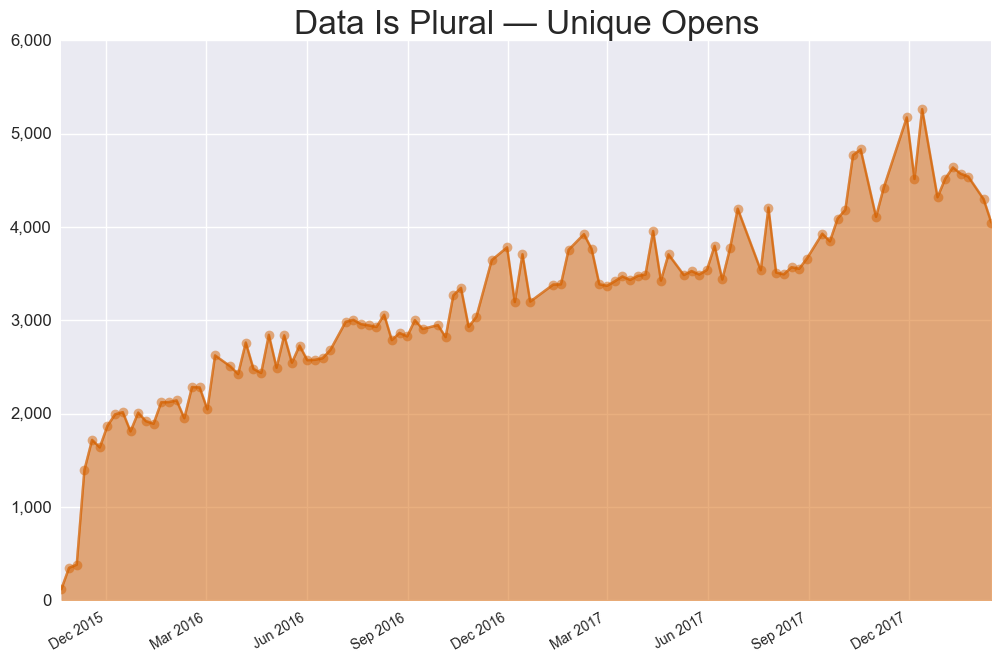 Data Is Plural — Unique Opens
6,000
5,000
4,000
3,000
2,000
1,000
0
Dec 2015
Mar 2016
Jun 2016
Sep 2016
Dec 2016
Mar 2017
Jun 2017
Sep 2017
Dec 2017